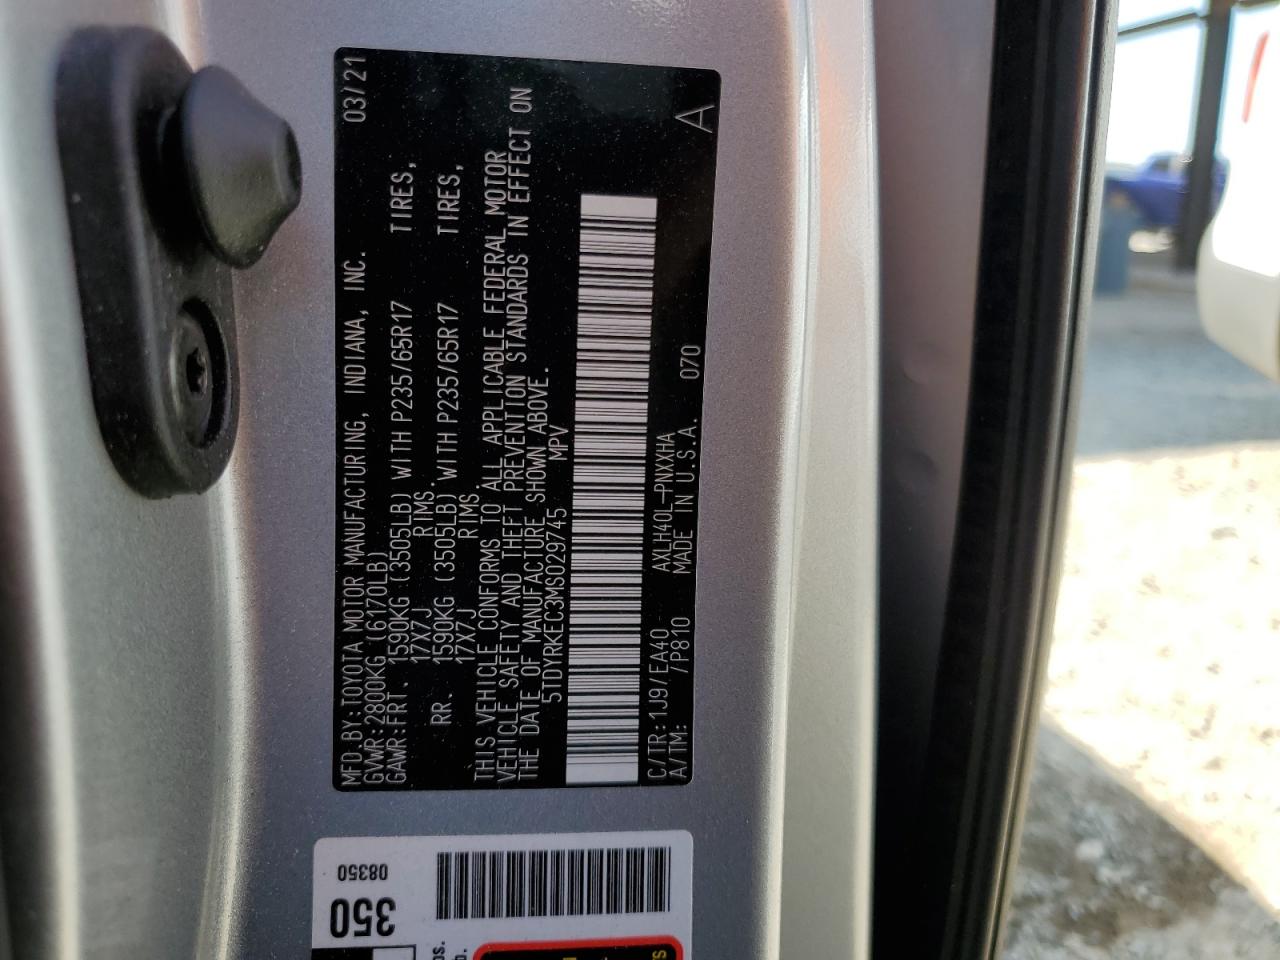 MFD.BY:TOYOTA MOTOR MANUFACTURING, INDIANA, INC. 03/21
GVWR:2800KG(6170LB)
GAWR:FRT. 1590KG (3505LB) WITH P235/65R17 TIRES,
17X7J RIMS.
RR. 1590KG (3505LB) WITH P235/65R17 TIRES,
17X7J RIMS
THIS VEHICLE CONFORMS TO ALL APPLICABLE FEDERAL MOTOR
VEHICLE SAFETY AND THEFT PREVENTION STANDARDS IN EFFECT ON
THE DATE OF MANUFACTURE SHOWN ABOVE.
5TDYRKEC3MS029745 MPV
C/TR:1J9/EA40 AXLH40L-PNXXHA
A/TM: /P810 MADE IN U.S.A. 070 A
08350
350